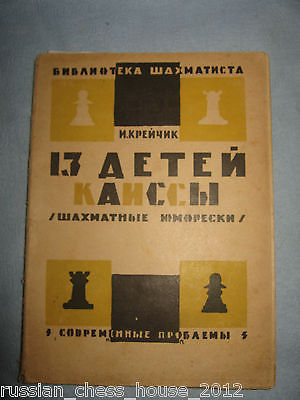 БИБЛИОТЕКА ШАХМАТИСТА
И.КРЕЙЧИК
13 ДЕТЕЙ
КАИССЫ
/ШАХМАТНЫЕ ЮМОРЕСКИ/
СОВРЕМЕННЫЕ ПРОБЛЕМЫ
russian_chess_house_2012